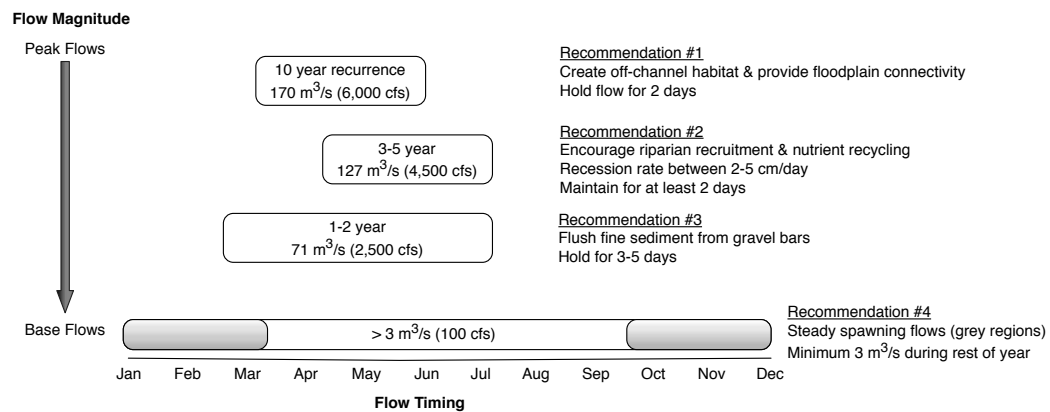 Flow Magnitude
Peak Flows
10 year recurrence
170 m³/s (6,000 cfs)
Recommendation #1
Create off-channel habitat & provide floodplain connectivity
Hold flow for 2 days
3-5 year
127 m³/s (4,500 cfs)
Recommendation #2
Encourage riparian recruitment & nutrient recycling
Recession rate between 2-5 cm/day
Maintain for at least 2 days
1-2 year
71 m³/s (2,500 cfs)
Recommendation #3
Flush fine sediment from gravel bars
Hold for 3-5 days
Base Flows
> 3 m³/s (100 cfs)
Recommendation #4
Steady spawning flows (grey regions)
Minimum 3 m³/s during rest of year
Jan Feb Mar Apr May Jun Jul Aug Sep Oct Nov Dec
Flow Timing